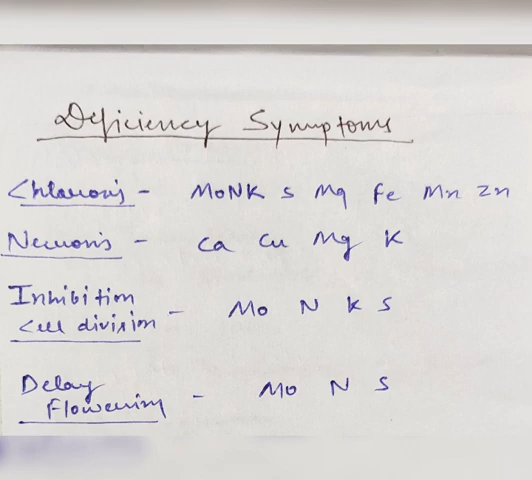 Deficiency Symptoms
Chlorosis - MoNK S Mg Fe Mn Zn
Necrosis - Ca Cu Mg K
Inhibition
Cell division - Mo N K S
Delay
Flowering - Mo N S